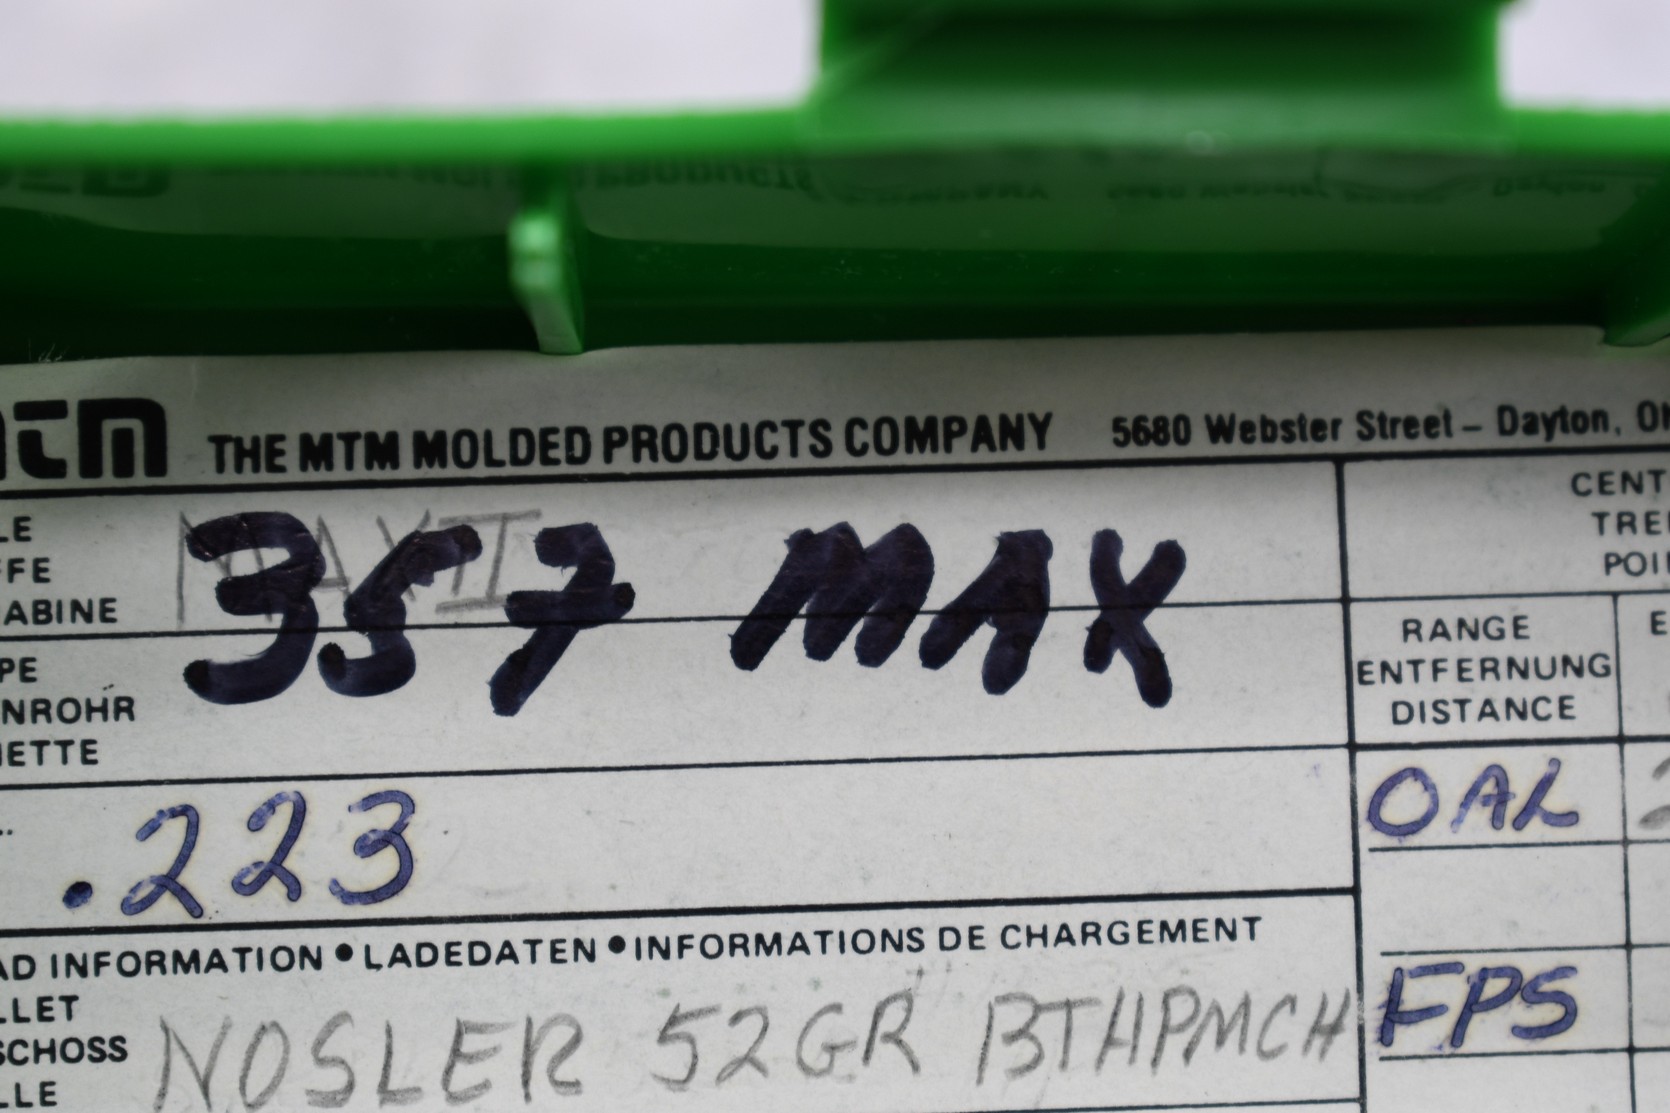 MTM THE MTM MOLDED PRODUCTS COMPANY 5680 Webster Street – Dayton, Oh
LE
FFE
ABINE
357 MAX
CENT
TRE
POI
PE
NROHR
ETTE
RANGE
ENTFERNUNG
DISTANCE
E
.223
OAL
AD INFORMATION • LADEDATEN • INFORMATIONS DE CHARGEMENT
LLET
SCHOSS
LLE
NOSLER 52GR BTHPMCH
FPS